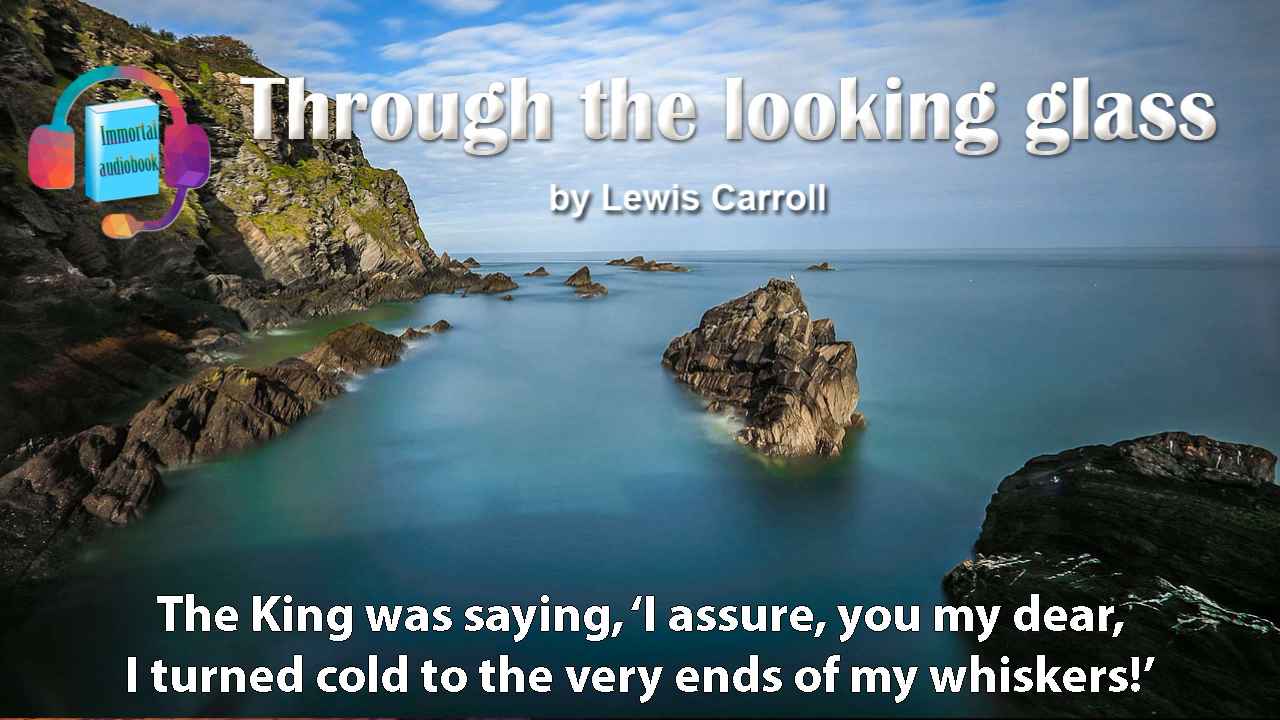 Immortal
audiobook
Through the looking glass
by Lewis Carroll
The King was saying, ‘I assure, you my dear,
I turned cold to the very ends of my whiskers!’